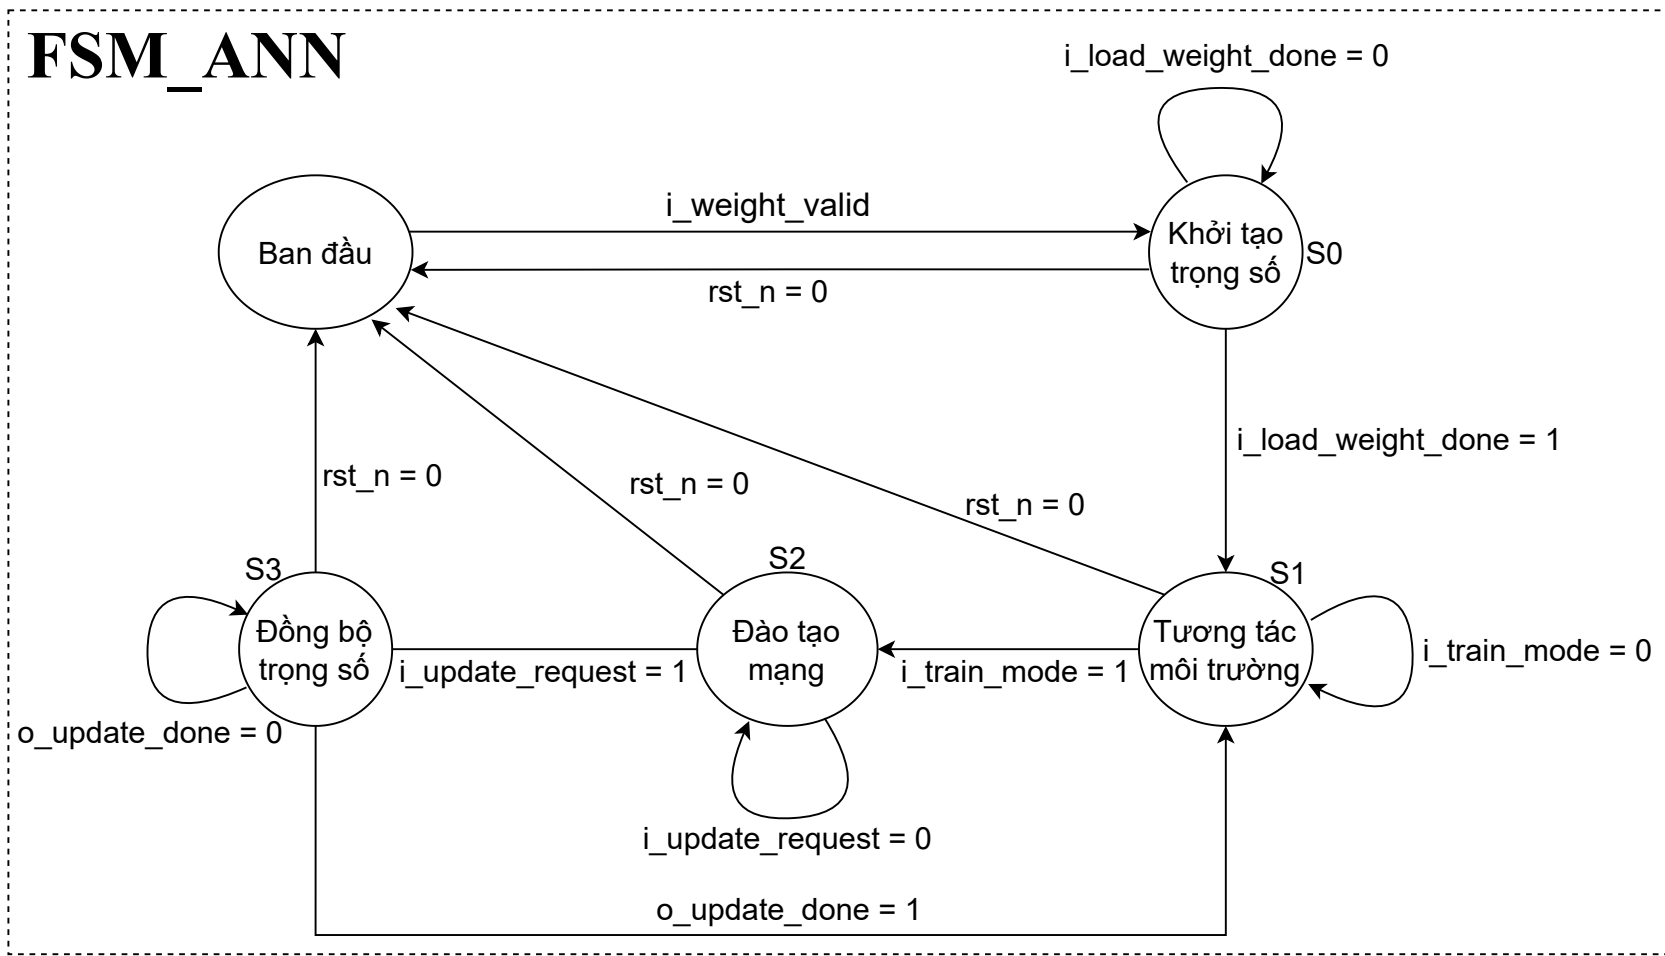 FSM_ANN
i_load_weight_done = 0
i_weight_valid
Ban đầu
Khởi tạo
trọng số
S0
rst_n = 0
i_load_weight_done = 1
rst_n = 0
rst_n = 0
rst_n = 0
S3
S2
S1
Đồng bộ
trọng số
i_update_request = 1
Đào tạo
mạng
i_train_mode = 1
Tương tác
môi trường
i_train_mode = 0
o_update_done = 0
i_update_request = 0
o_update_done = 1